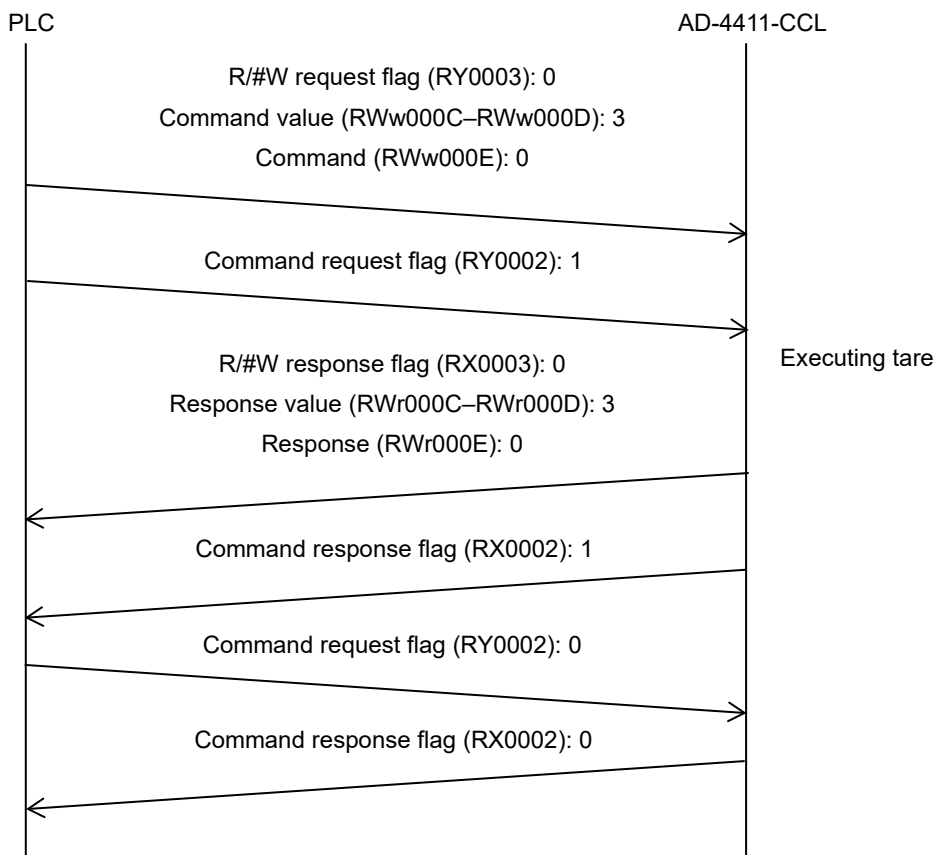 PLC
AD-4411-CCL
R/#W request flag (RY0003): 0
Command value (RWw000C–RWw000D): 3
Command (RWw000E): 0
Command request flag (RY0002): 1
Executing tare
R/#W response flag (RX0003): 0
Response value (RWr000C–RWr000D): 3
Response (RWr000E): 0
Command response flag (RX0002): 1
Command request flag (RY0002): 0
Command response flag (RX0002): 0